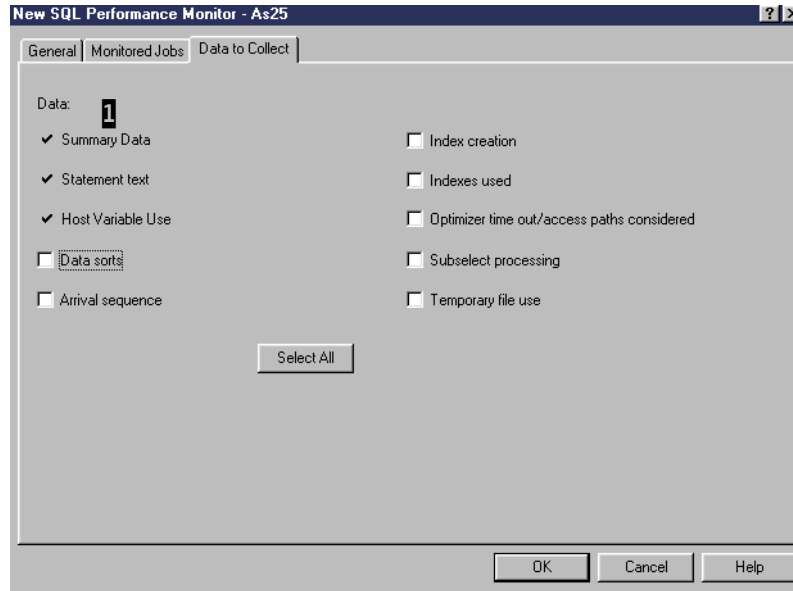 New SQL Performance Monitor - As25
General Monitored Jobs Data to Collect
Data:
1
Summary Data
Index creation
Statement text
Indexes used
Host Variable Use
Optimizer time out/access paths considered
Data sorts
Subselect processing
Arrival sequence
Temporary file use
Select All
OK Cancel Help